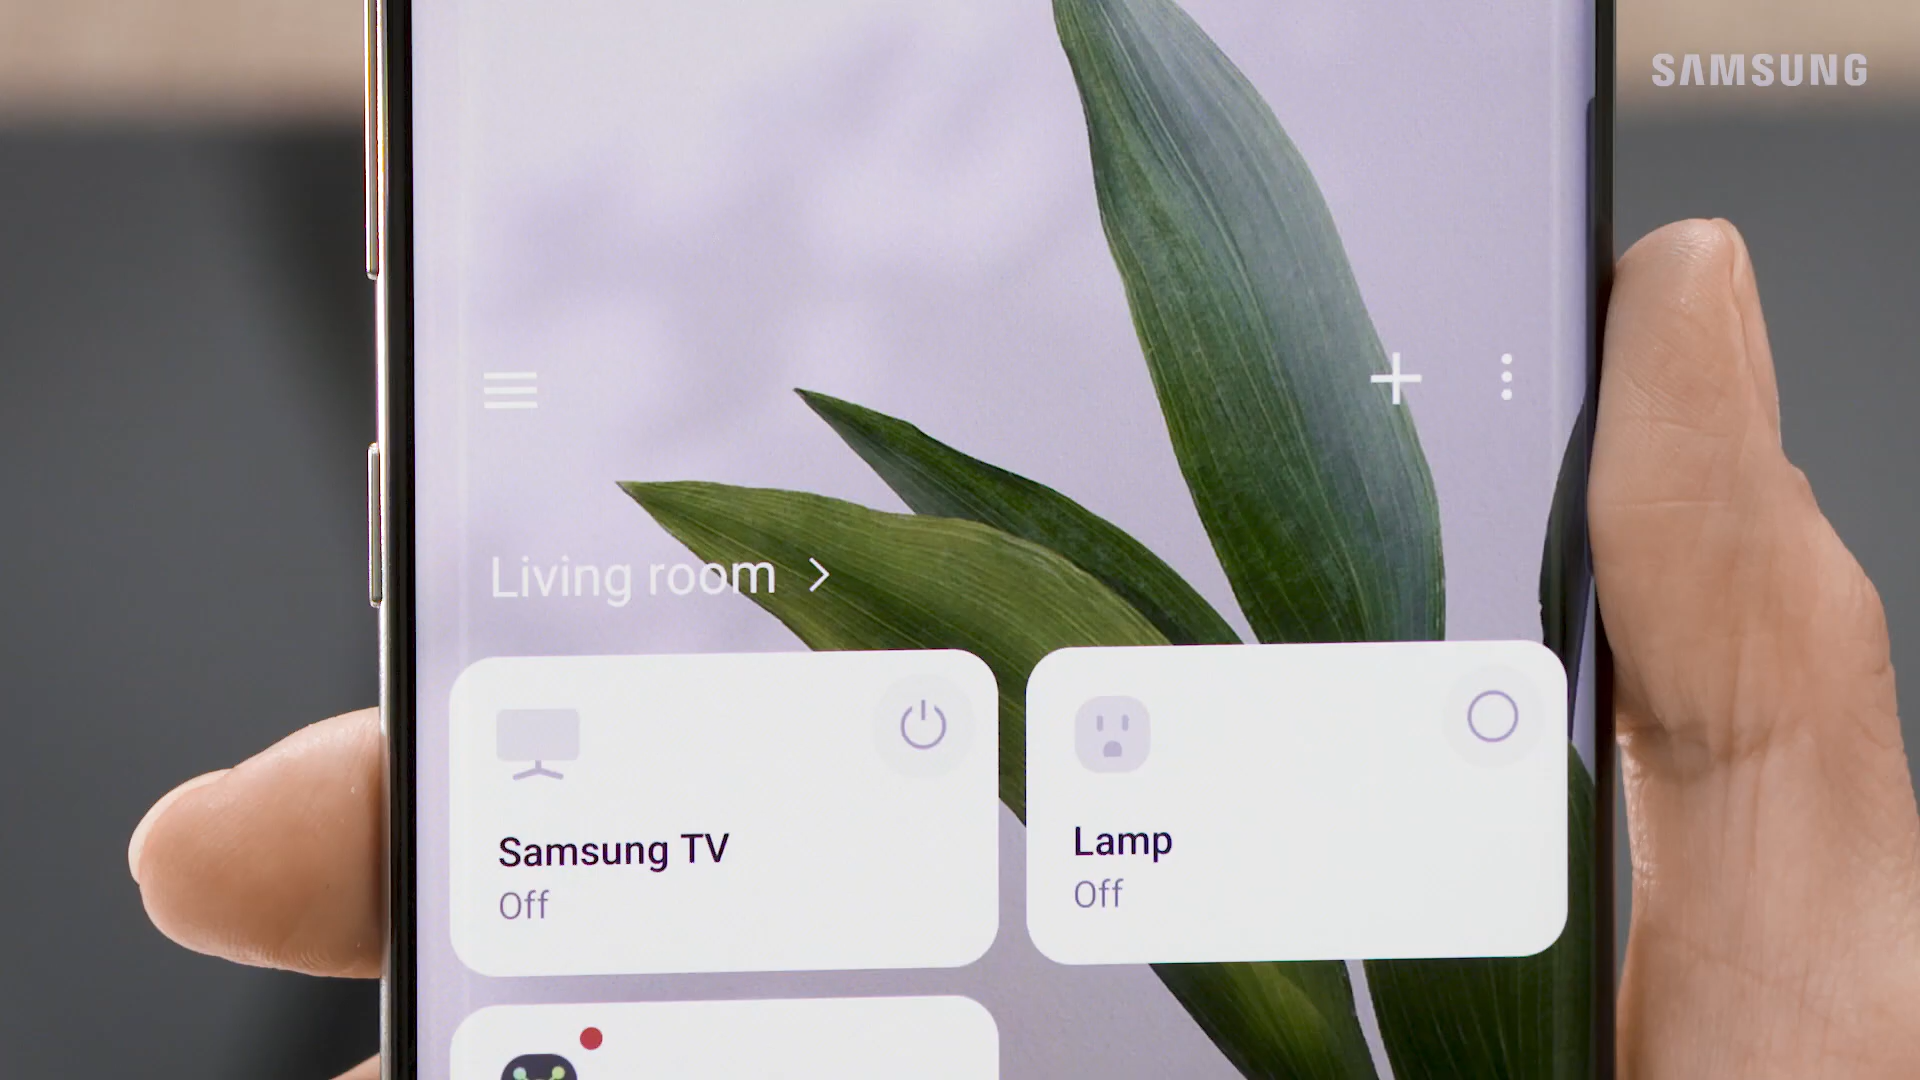 SAMSUNG
Living room
Samsung TV
Off
Lamp
Off